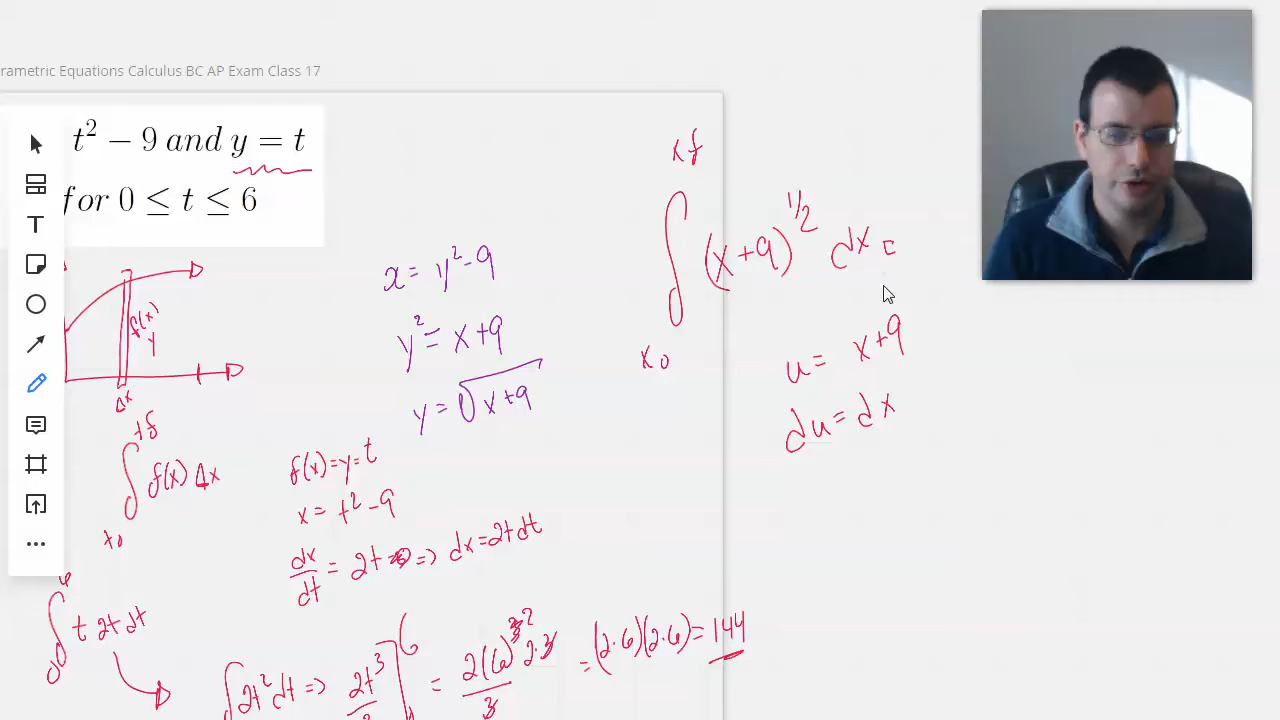 rametric Equations Calculus BC AP Exam Class 17
t² − 9 and y = t
for 0 ≤ t ≤ 6
f(x)
y
Δx
x = y² - 9
y² = x + 9
y = √x+9
∫ f(x) Δx
tf
t0
f(x) = y = t
x = t² - 9
dx/dt = 2t => dx = 2t dt
∫ t 2t dt
6
0
∫ 2t² dt => 2t³/3 |6 = 2(6)³/3 = (2·6)(2·6) = 144
xf
∫ (x+9)^1/2 dx =
x0
u = x+9
du = dx
T